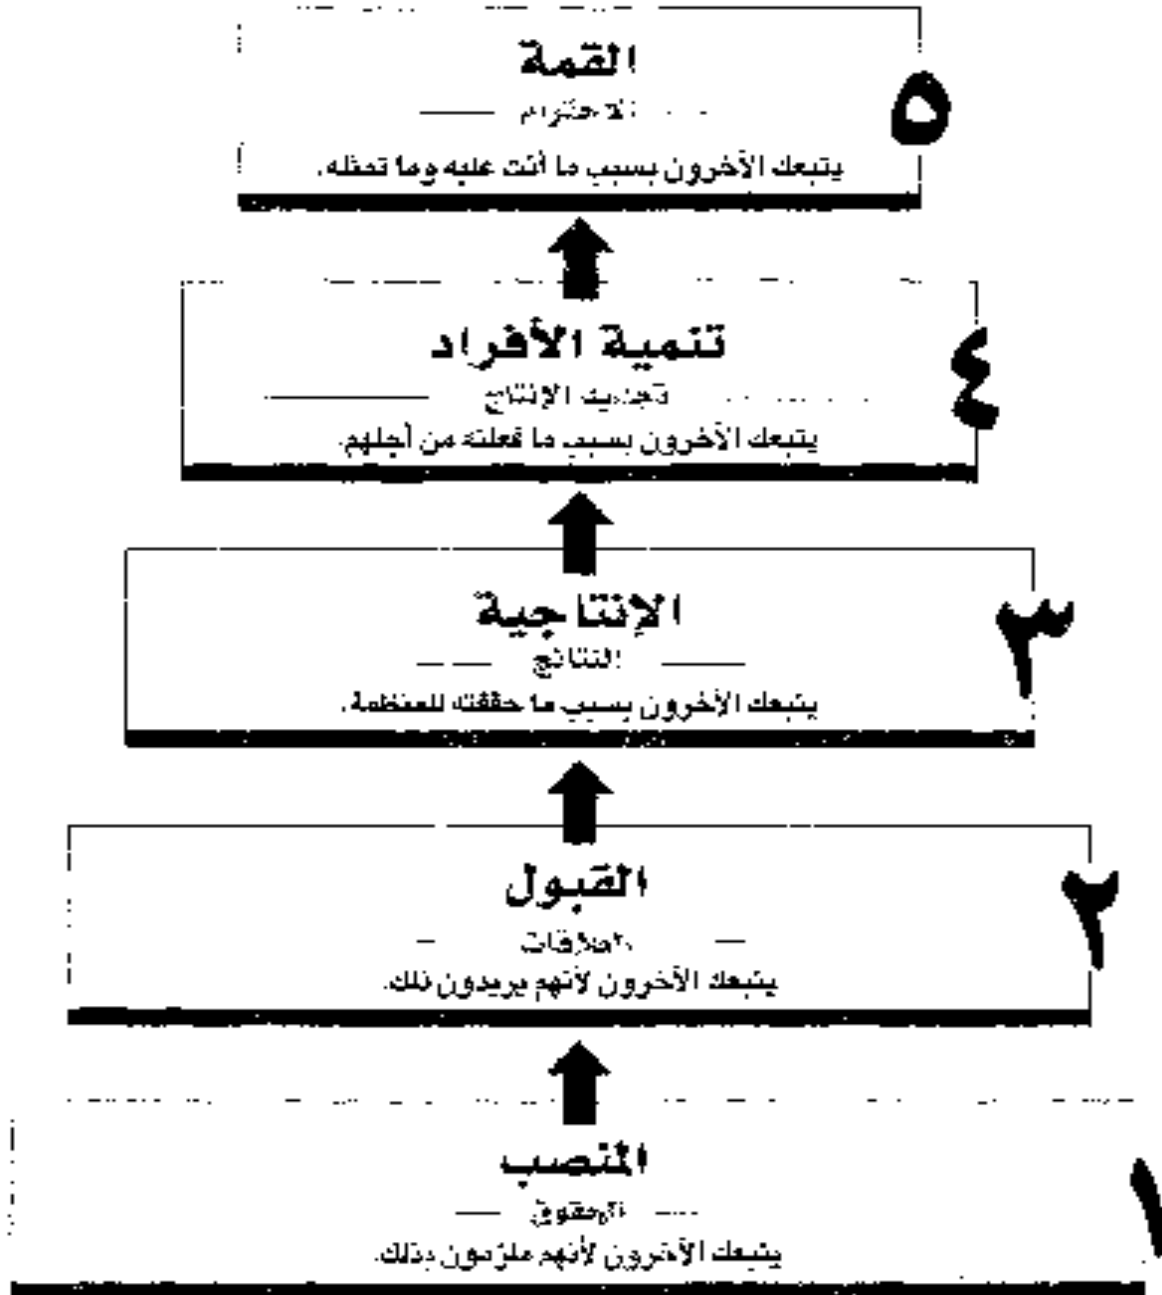 القمة
٥
الاحترام
يتبعك الآخرون بسبب ما أنت عليه وما تمثله.
تنمية الأفراد
٤
تجديد الإنتاج
يتبعك الآخرون بسبب ما فعلته من أجلهم.
الإنتاجية
٣
النتائج
يتبعك الآخرون بسبب ما حققته للمنظمة.
القبول
٢
العلاقات
يتبعك الآخرون لأنهم يريدون ذلك.
المنصب
١
الحقوق
يتبعك الآخرون لأنهم ملزمون بذلك.